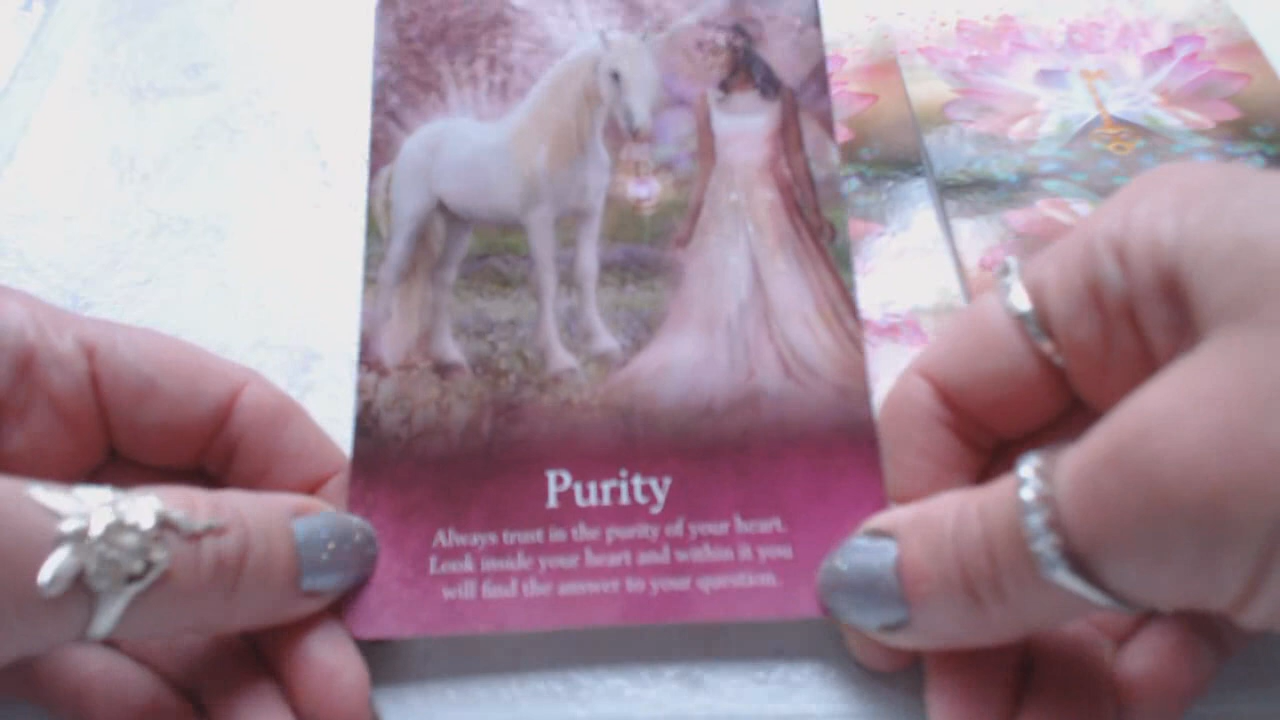 Purity
Always trust in the purity of your heart.
Look inside your heart and within it you
will find the answer to your question.